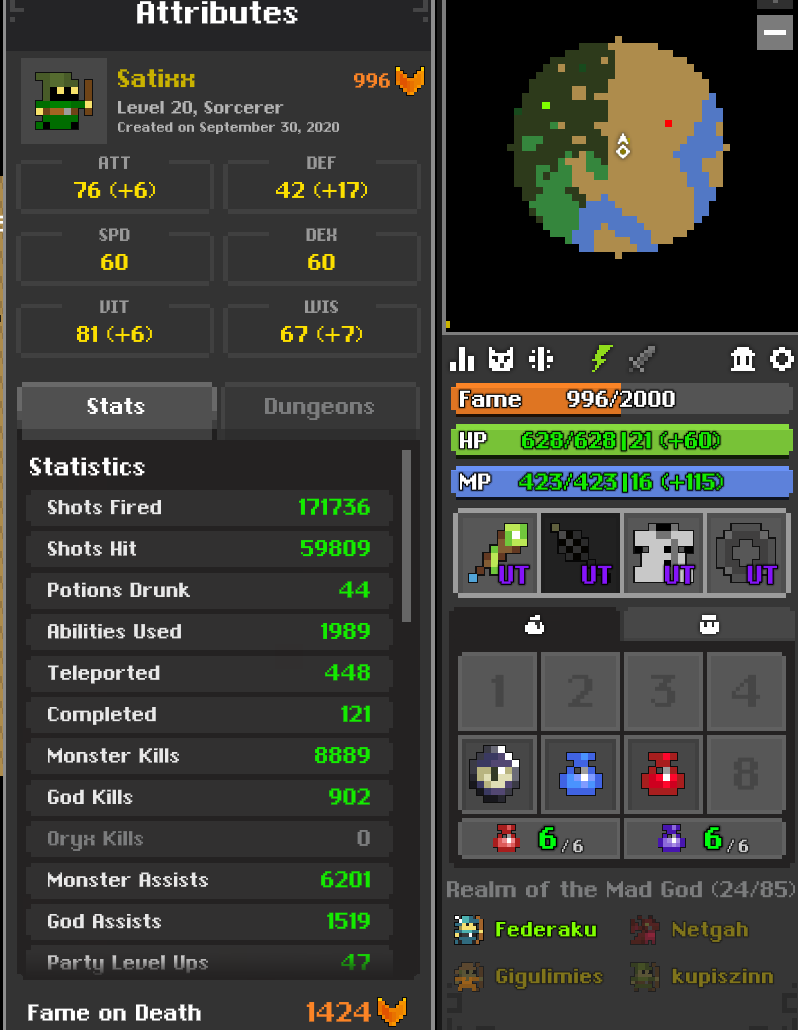 Attributes
Satixx
996
Level 20, Sorcerer
Created on September 30, 2020
ATT
DEF
76 (+6)
42 (+17)
SPD
DEX
60
60
VIT
WIS
81 (+6)
67 (+7)
Stats
Dungeons
Statistics
Shots Fired 171736
Shots Hit 59809
Potions Drunk 44
Abilities Used 1989
Teleported 448
Completed 121
Monster Kills 8889
God Kills 902
Oryx Kills 0
Monster Assists 6201
God Assists 1519
Party Level Ups 47
Fame on Death 1424
Fame 996/2000
HP 628/628|21 (+60)
MP 423/423|16 (+115)
UT UT UT UT
1 2 3 4
8
6/6 6/6
Realm of the Mad God (24/85)
Federaku Netgah
Gigulimies kupiszinn